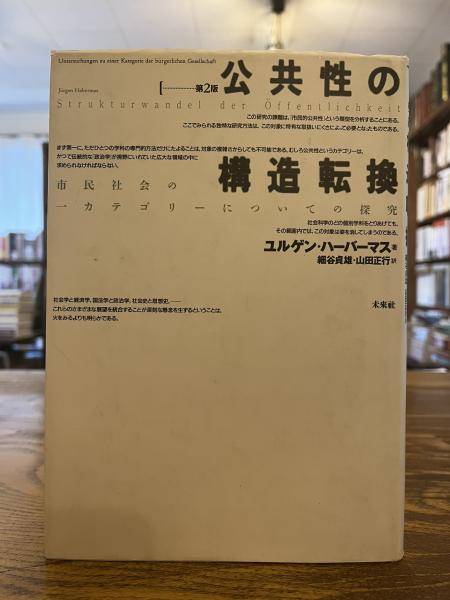 Untersuchungen zu einer Kategorie der bürgerlichen Gesellschaft
Jürgen Habermas
[------------第2版
公共性の
Strukturwandel der Öffentlichkeit
この研究の課題は、「市民的公共性」という類型を分析することにある。
ここでみられる独特な研究方法は、この対象に特有な取扱いにくさによって必要となったものである。
まず第一に、ただひとつの学科の専門的方法だけにたよることは、対象の複雑さからしても不可能である。むしろ公共性というカテゴリーは、
かつて伝統的な「政治学」が視野にいれていた広大な領域の中に
求められなければならない。
構造転換
市民社会の
一カテゴリーについての探究
社会科学のどの個別学科をとりあげても、
その範囲内では、この対象は姿を消してしまうのである。
ユルゲン・ハーバーマス著
細谷貞雄・山田正行訳
社会学と経済学、国法学と政治学、社会史と思想史、――
これらのさまざまな展望を統合することが深刻な懸念を生ずるということは、
火をみるよりも明らかである。
未來社